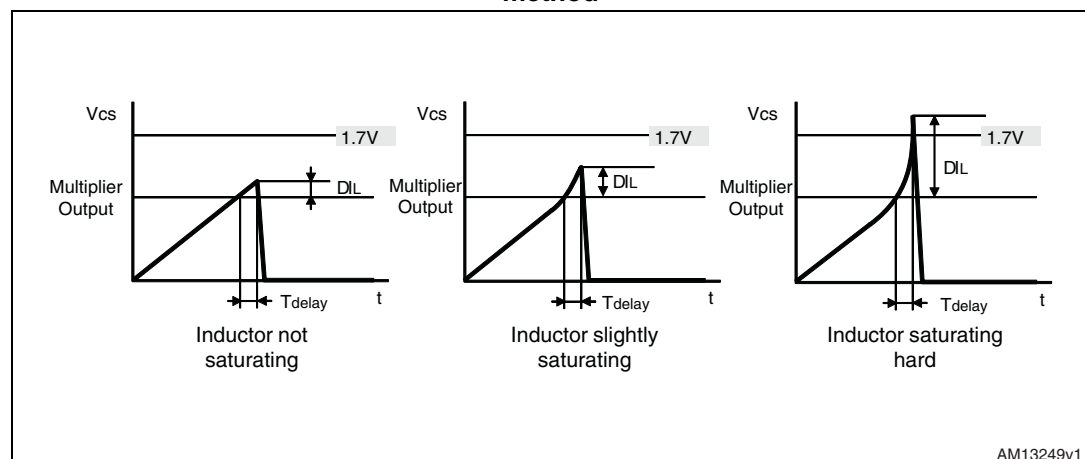 method
Vcs
1.7V
Multiplier
Output
DIL
Tdelay
t
Inductor not
saturating
Vcs
1.7V
Multiplier
Output
DIL
Tdelay
t
Inductor slightly
saturating
Vcs
1.7V
Multiplier
Output
DIL
Tdelay
t
Inductor saturating
hard
AM13249v1